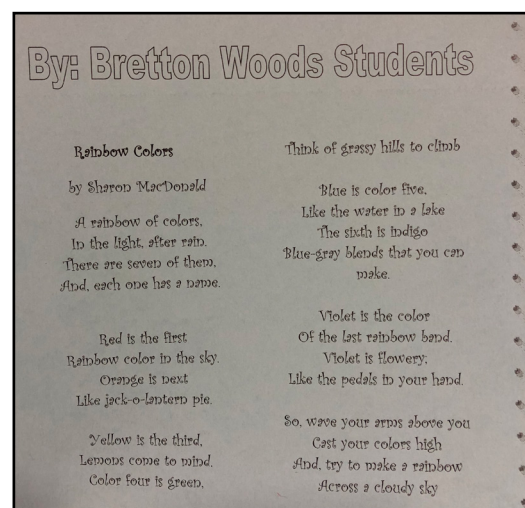 By: Bretton Woods Students
Rainbow Colors
by Sharon MacDonald
A rainbow of colors,
In the light, after rain.
There are seven of them,
And, each one has a name.
Red is the first
Rainbow color in the sky.
Orange is next
Like jack-o-lantern pie.
Yellow is the third,
Lemons come to mind.
Color four is green,
Think of grassy hills to climb
Blue is color five,
Like the water in a lake
The sixth is indigo
Blue-gray blends that you can
make.
Violet is the color
Of the last rainbow band.
Violet is flowery,
Like the pedals in your hand.
So, wave your arms above you
Cast your colors high
And, try to make a rainbow
Across a cloudy sky